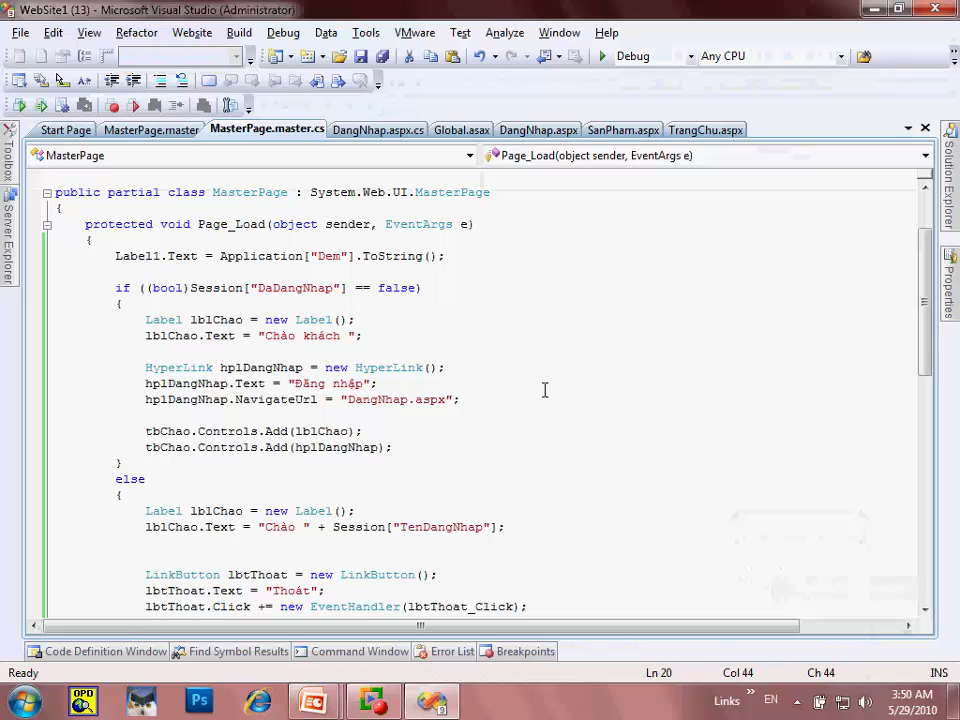 WebSite1 (13) - Microsoft Visual Studio (Administrator)
File Edit View Refactor Website Build Debug Data Tools VMware Test Analyze Window Help
Debug Any CPU
Start Page MasterPage.master MasterPage.master.cs DangNhap.aspx.cs Global.asax DangNhap.aspx SanPham.aspx TrangChu.aspx
MasterPage Page_Load(object sender, EventArgs e)
Toolbox
Server Explorer
Solution Explorer
Properties
public partial class MasterPage : System.Web.UI.MasterPage
{
protected void Page_Load(object sender, EventArgs e)
{
Label1.Text = Application["Dem"].ToString();
if ((bool)Session["DaDangNhap"] == false)
{
Label lblChao = new Label();
lblChao.Text = "Chào khách ";
HyperLink hplDangNhap = new HyperLink();
hplDangNhap.Text = "Đăng nhập";
hplDangNhap.NavigateUrl = "DangNhap.aspx";
tbChao.Controls.Add(lblChao);
tbChao.Controls.Add(hplDangNhap);
}
else
{
Label lblChao = new Label();
lblChao.Text = "Chào " + Session["TenDangNhap"];
LinkButton lbtThoat = new LinkButton();
lbtThoat.Text = "Thoát";
lbtThoat.Click += new EventHandler(lbtThoat_Click);
Code Definition Window Find Symbol Results Command Window Error List Breakpoints
Ready Ln 20 Col 44 Ch 44 INS
OPD Ps Links » EN 3:50 AM
5/29/2010